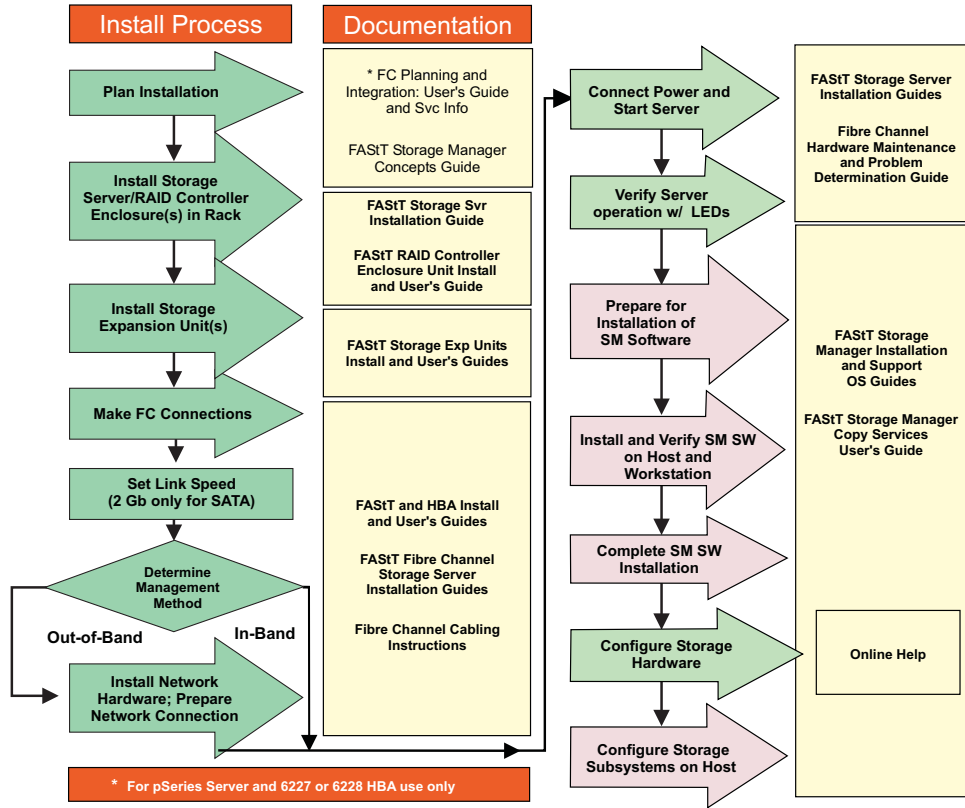 Install Process
Documentation
Plan Installation
Install Storage
Server/RAID Controller
Enclosure(s) in Rack
Install Storage
Expansion Unit(s)
Make FC Connections
Set Link Speed
(2 Gb only for SATA)
Determine
Management
Method
Out-of-Band
In-Band
Install Network
Hardware; Prepare
Network Connection
* FC Planning and
Integration: User's Guide
and Svc Info
FAStT Storage Manager
Concepts Guide
FAStT Storage Svr
Installation Guide
FAStT RAID Controller
Enclosure Unit Install
and User's Guide
FAStT Storage Exp Units
Install and User's Guides
FAStT and HBA Install
and User's Guides
FAStT Fibre Channel
Storage Server
Installation Guides
Fibre Channel Cabling
Instructions
* For pSeries Server and 6227 or 6228 HBA use only
Connect Power and
Start Server
Verify Server
operation w/ LEDs
Prepare for
Installation of
SM Software
Install and Verify SM SW
on Host and
Workstation
Complete SM SW
Installation
Configure Storage
Hardware
Configure Storage
Subsystems on Host
FAStT Storage Server
Installation Guides
Fibre Channel
Hardware Maintenance
and Problem
Determination Guide
FAStT Storage
Manager Installation
and Support
OS Guides
FAStT Storage Manager
Copy Services
User's Guide
Online Help